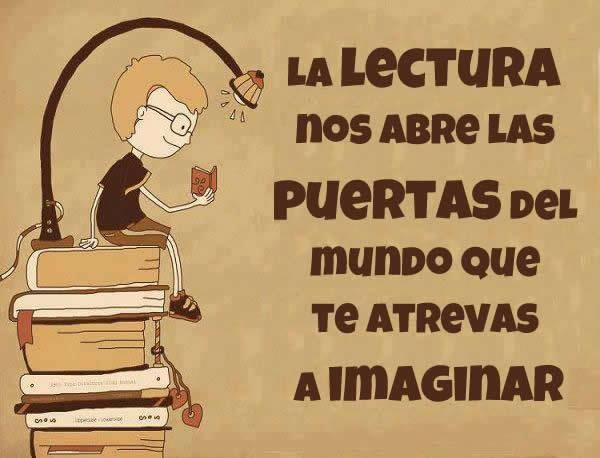 La Lectura
nos abre las
puertas del
mundo que
te atrevas
a imaginar